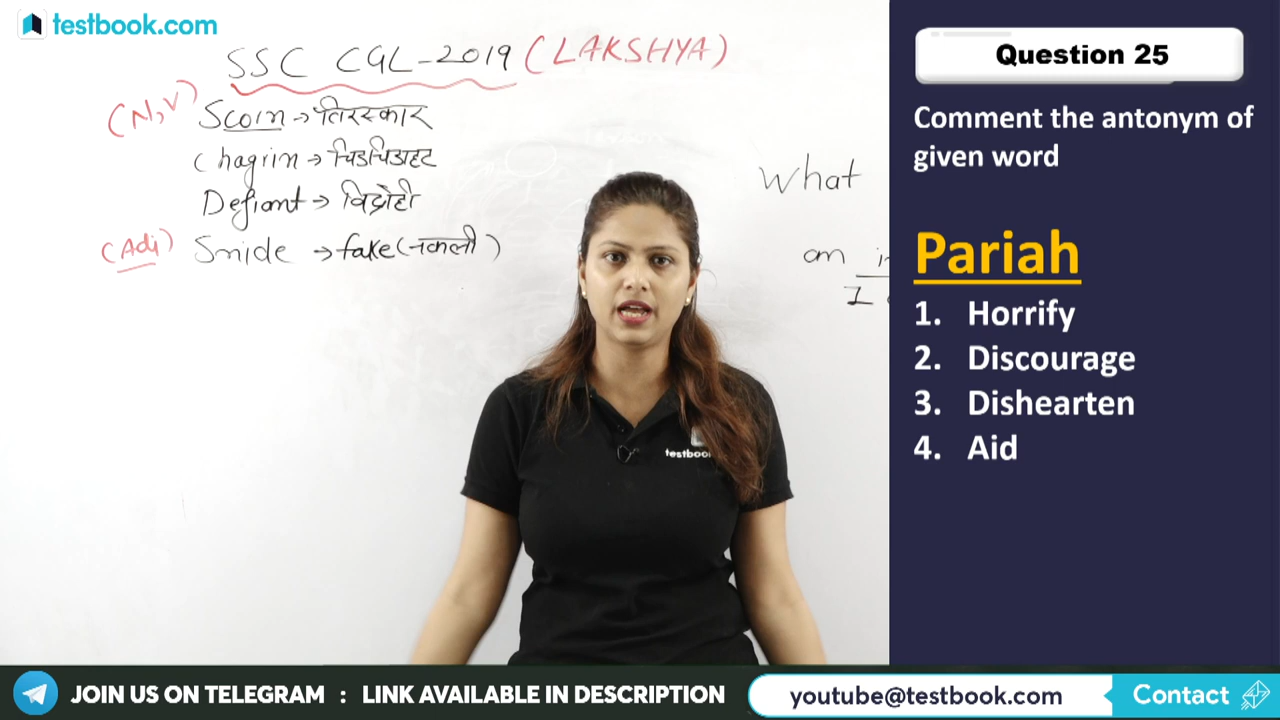 testbook.com
SSC CGL-2019 (LAKSHYA)
(N,V) Scorn → तिरस्कार
Chagrin → चिडचिडाहट
Defiant → विद्रोही
(Adj) Snide → fake (नकली)
What
an
I
testbook
Question 25
Comment the antonym of
given word
Pariah
1. Horrify
2. Discourage
3. Dishearten
4. Aid
JOIN US ON TELEGRAM : LINK AVAILABLE IN DESCRIPTION
youtube@testbook.com
Contact